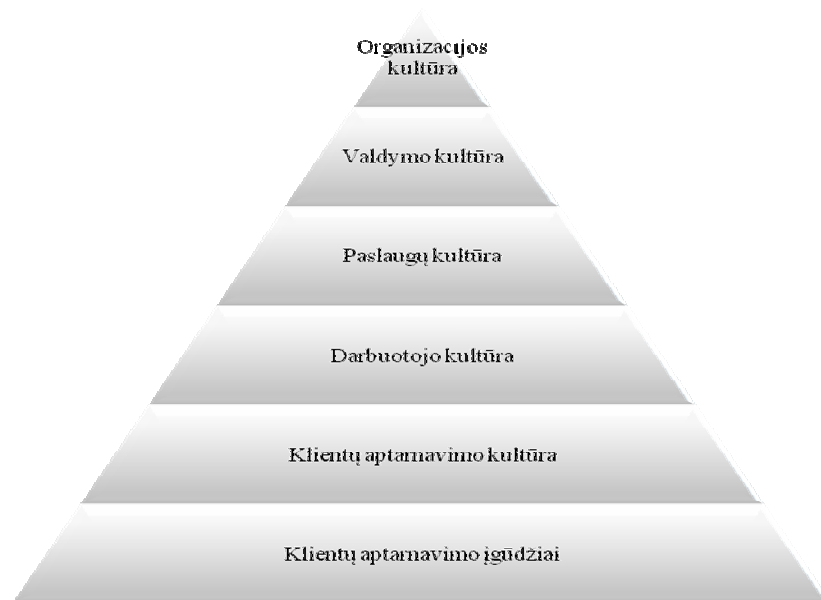 Organizacijos
kultūra
Valdymo kultūra
Paslaugų kultūra
Darbuotojo kultūra
Klientų aptarnavimo kultūra
Klientų aptarnavimo įgūdžiai